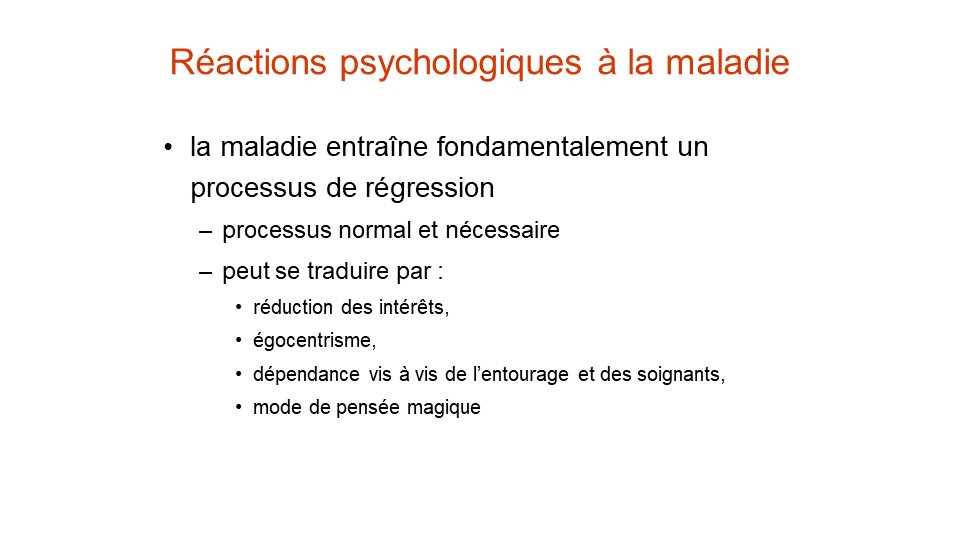 Réactions psychologiques à la maladie
• la maladie entraîne fondamentalement un
processus de régression
– processus normal et nécessaire
– peut se traduire par :
• réduction des intérêts,
• égocentrisme,
• dépendance vis à vis de l’entourage et des soignants,
• mode de pensée magique